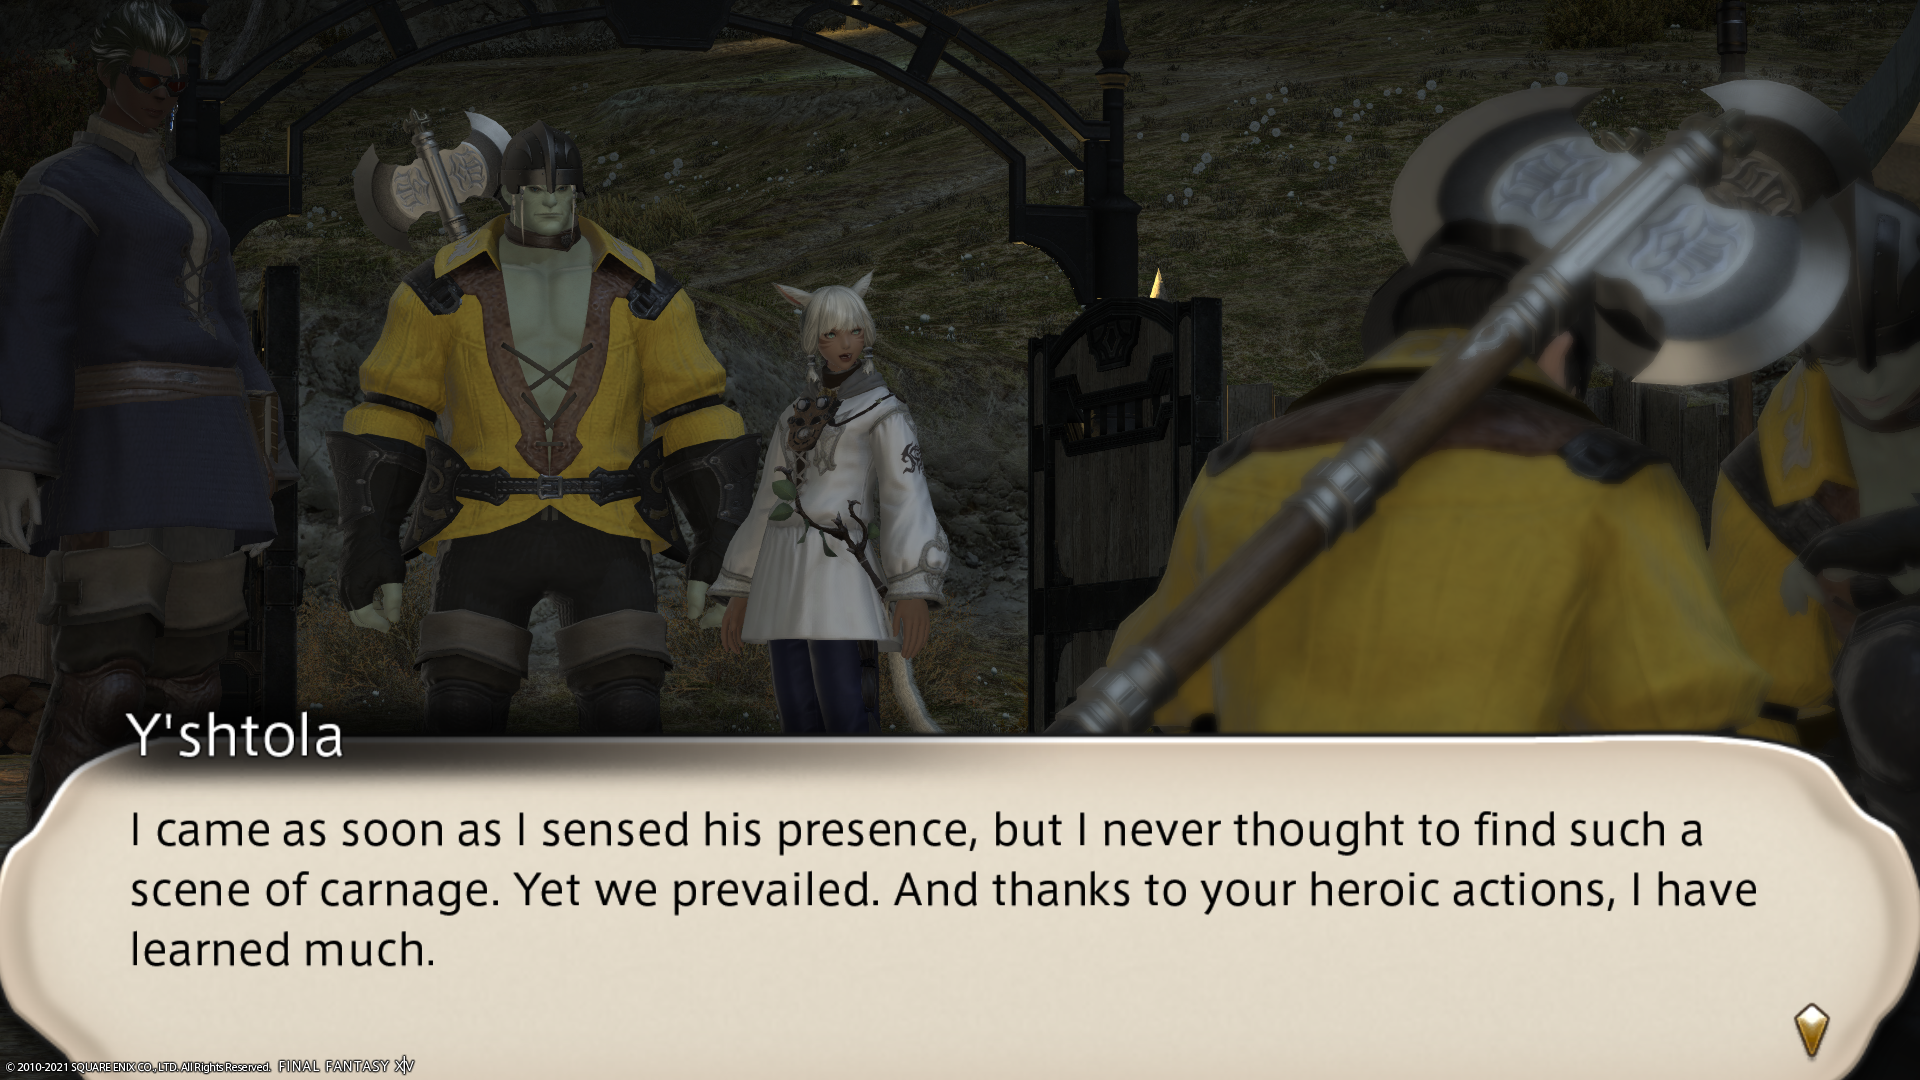 Y'shtola
I came as soon as I sensed his presence, but I never thought to find such a
scene of carnage. Yet we prevailed. And thanks to your heroic actions, I have
learned much.
© 2010-2021 SQUARE ENIX CO., LTD. All Rights Reserved. FINAL FANTASY XIV